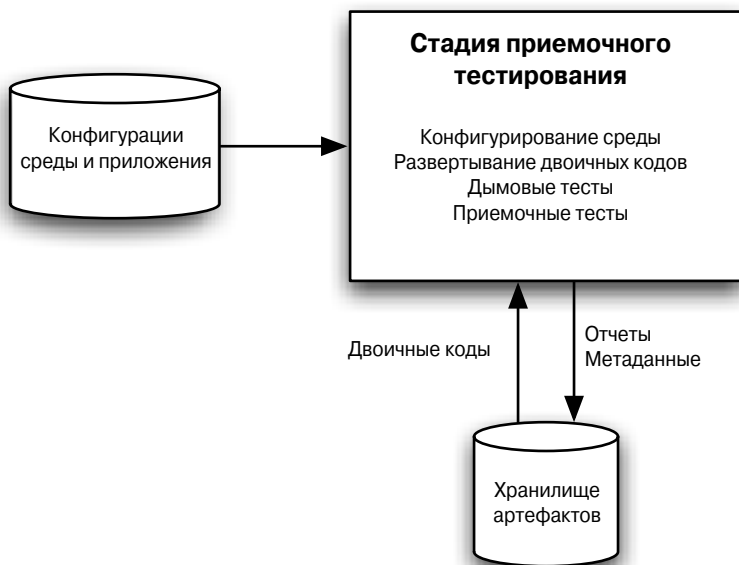 Стадия приемочного
тестирования
Конфигурации
среды и приложения
Конфигурирование среды
Развертывание двоичных кодов
Дымовые тесты
Приемочные тесты
Двоичные коды
Отчеты
Метаданные
Хранилище
артефактов